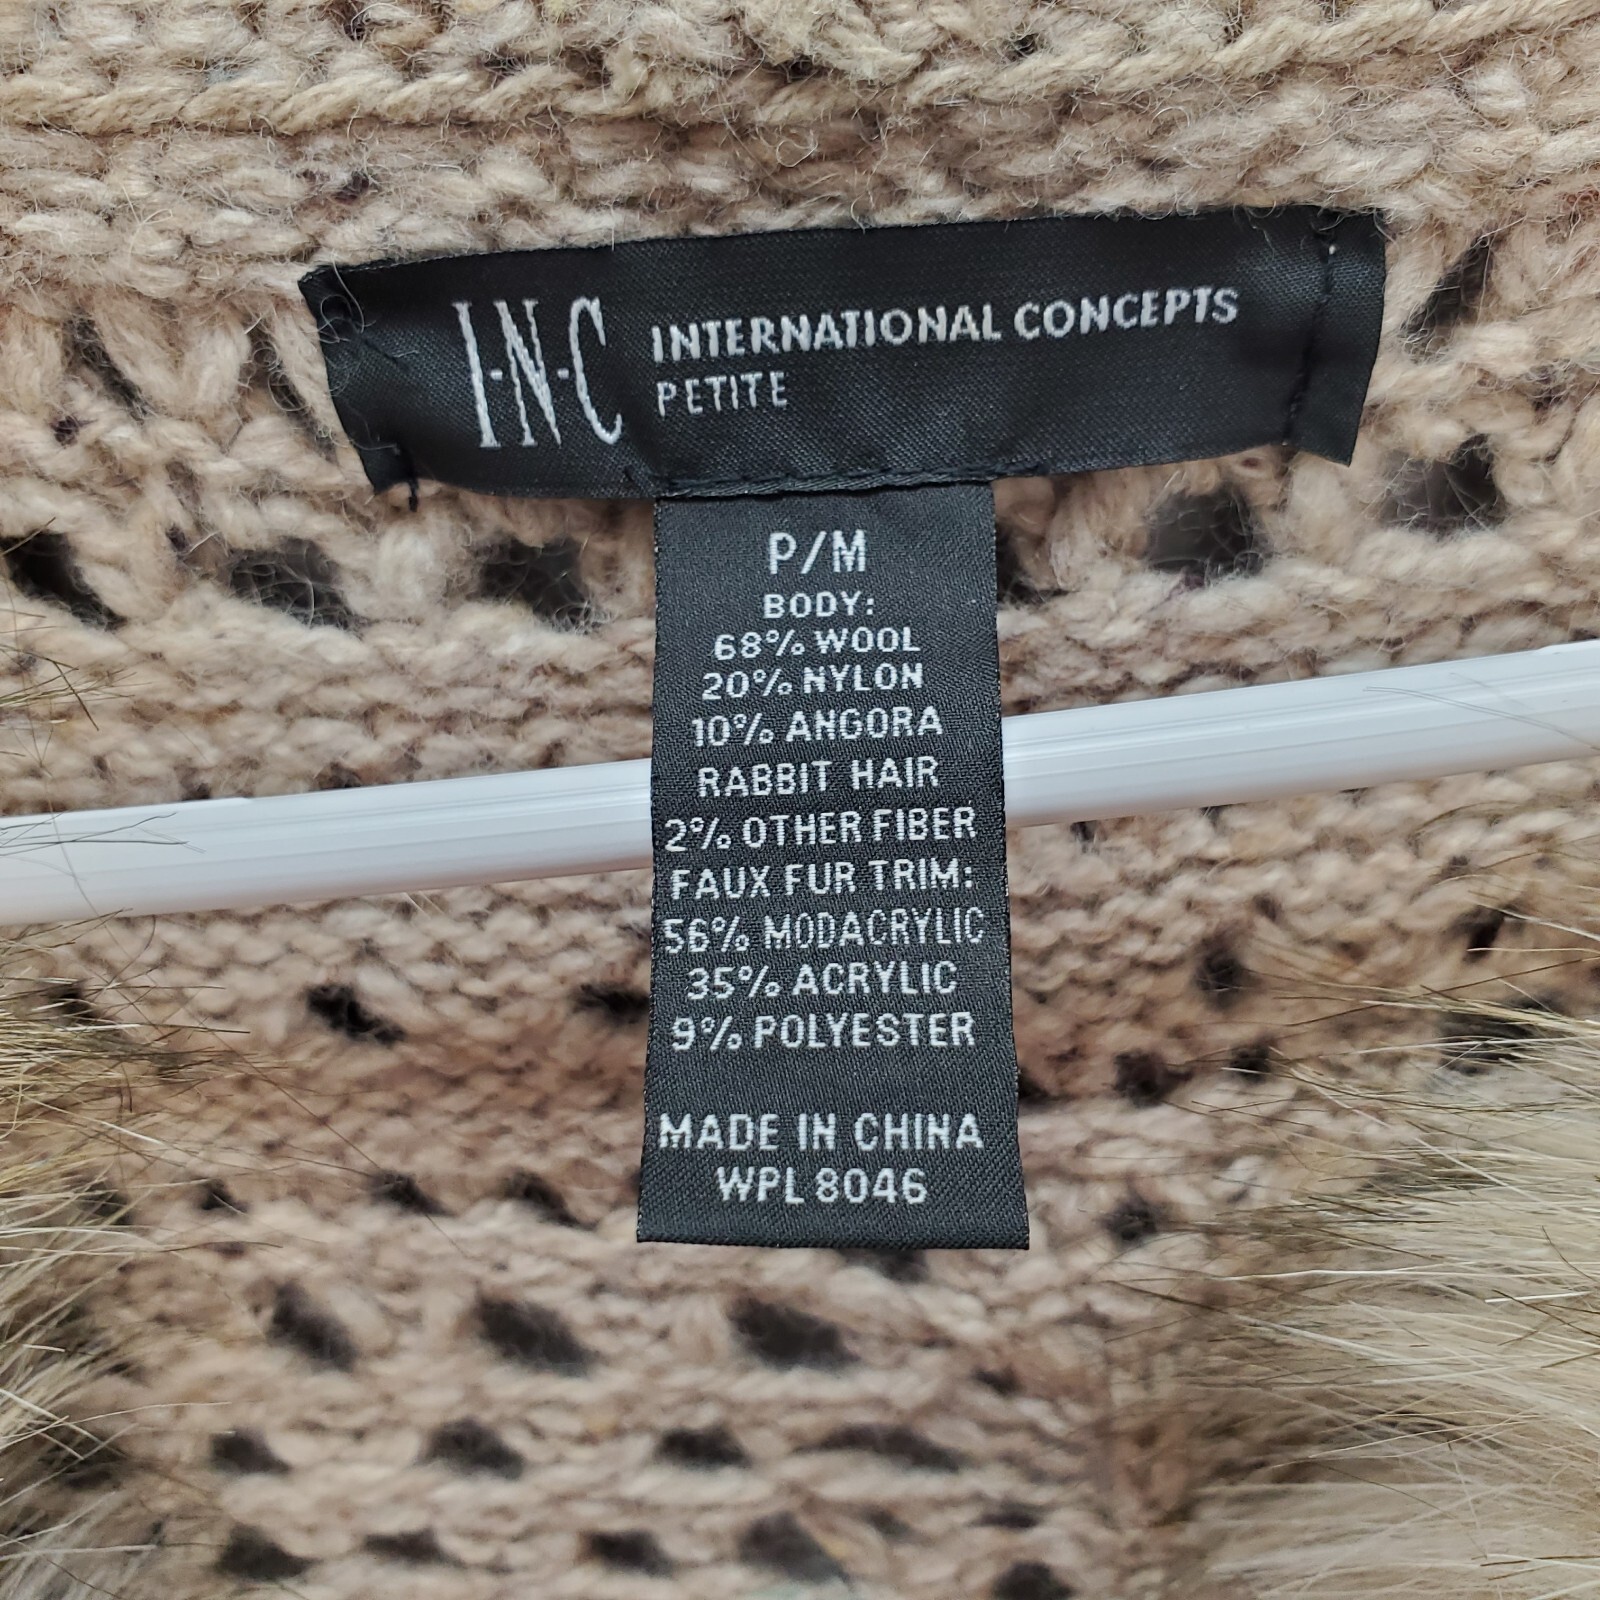 I·N·C INTERNATIONAL CONCEPTS
PETITE
P/M
BODY:
68% WOOL
20% NYLON
10% ANGORA
RABBIT HAIR
2% OTHER FIBER
FAUX FUR TRIM:
56% MODACRYLIC
35% ACRYLIC
9% POLYESTER
MADE IN CHINA
WPL 8046